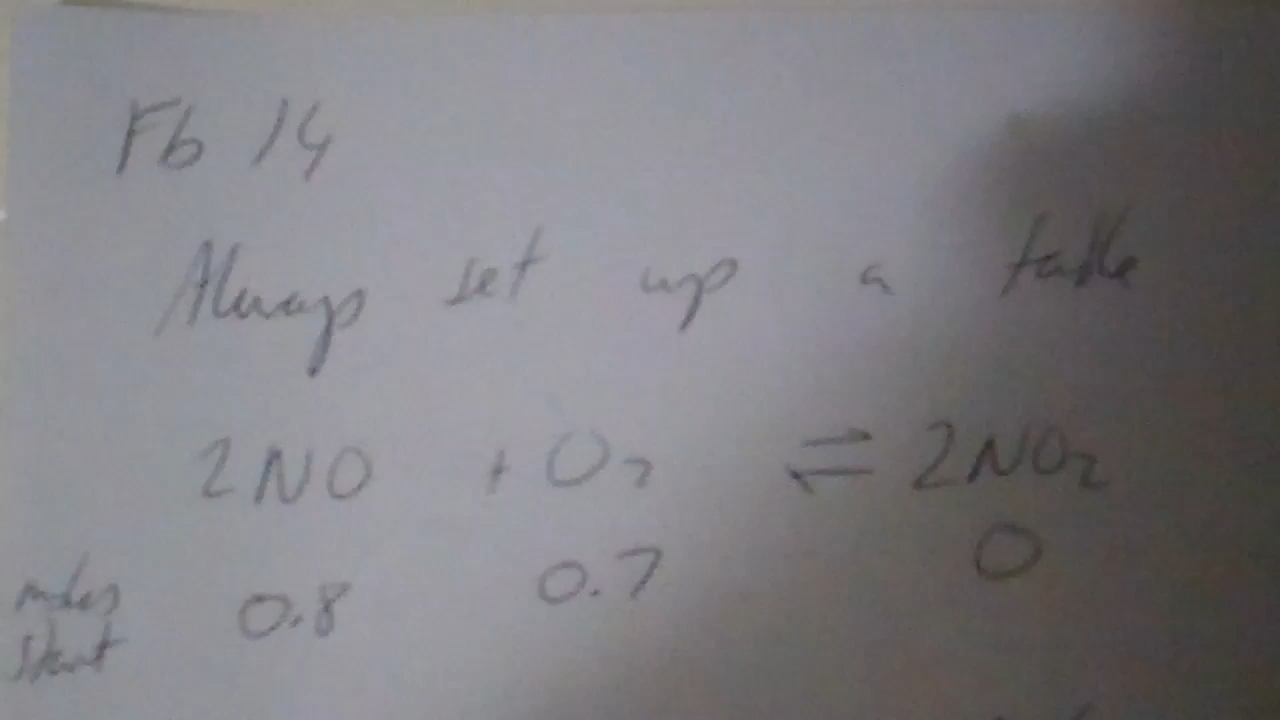 Fb 14
Always set up a table
2NO + O₂ ⇌ 2NO₂
moles 0.8 0.7 0
start